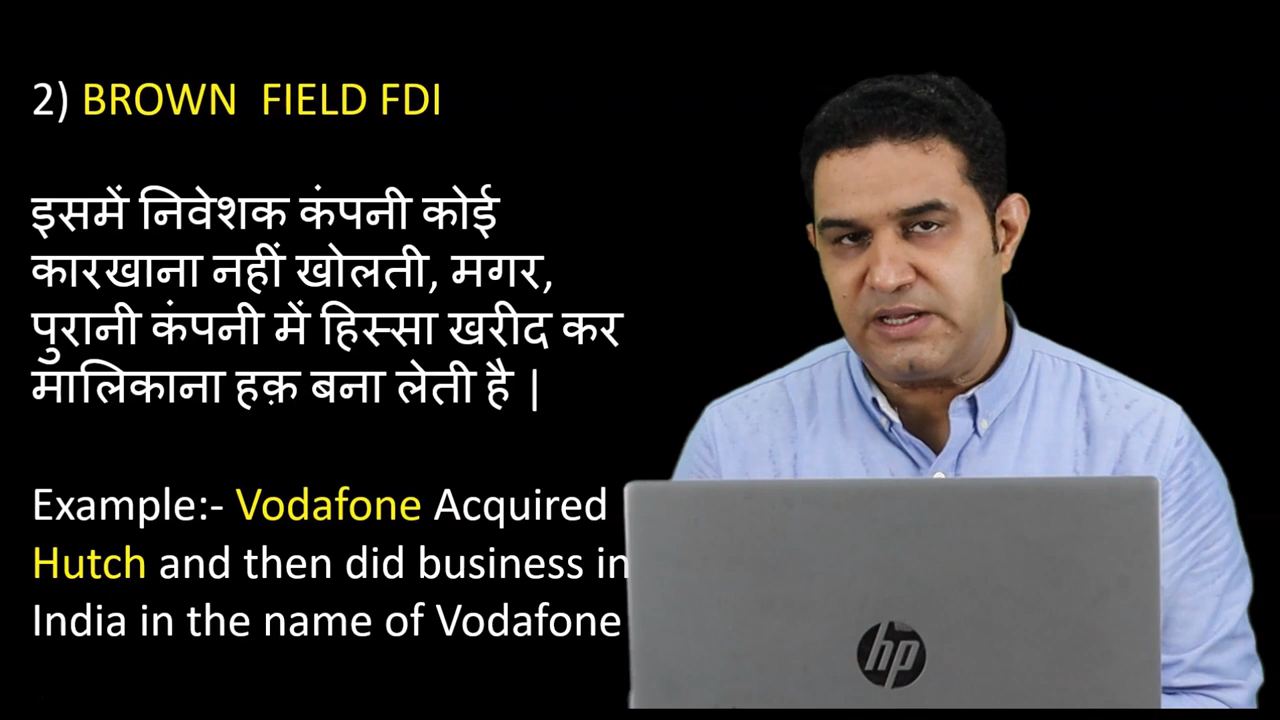 2) BROWN  FIELD FDI
इसमें निवेशक कंपनी कोई
कारखाना नहीं खोलती, मगर,
पुरानी कंपनी में हिस्सा खरीद कर
मालिकाना हक़ बना लेती है |
Example:- Vodafone Acquired
Hutch and then did business in
India in the name of Vodafone
hp